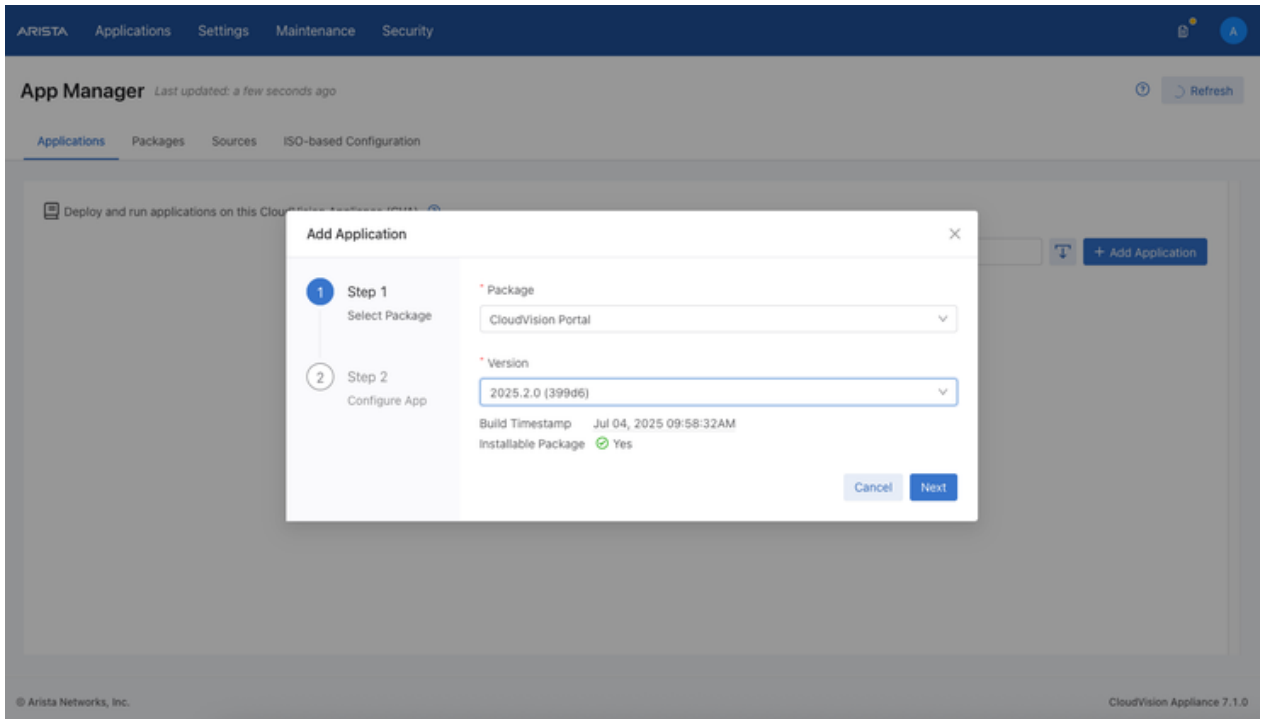 ARISTA Applications Settings Maintenance Security A
App Manager Last updated: a few seconds ago Refresh
Applications Packages Sources ISO-based Configuration
Deploy and run applications on this CloudVision Appliance (CVA)
+ Add Application
Add Application
1 Step 1
Select Package
2 Step 2
Configure App
* Package
CloudVision Portal
* Version
2025.2.0 (399d6)
Build Timestamp Jul 04, 2025 09:58:32AM
Installable Package Yes
Cancel Next
© Arista Networks, Inc. CloudVision Appliance 7.1.0